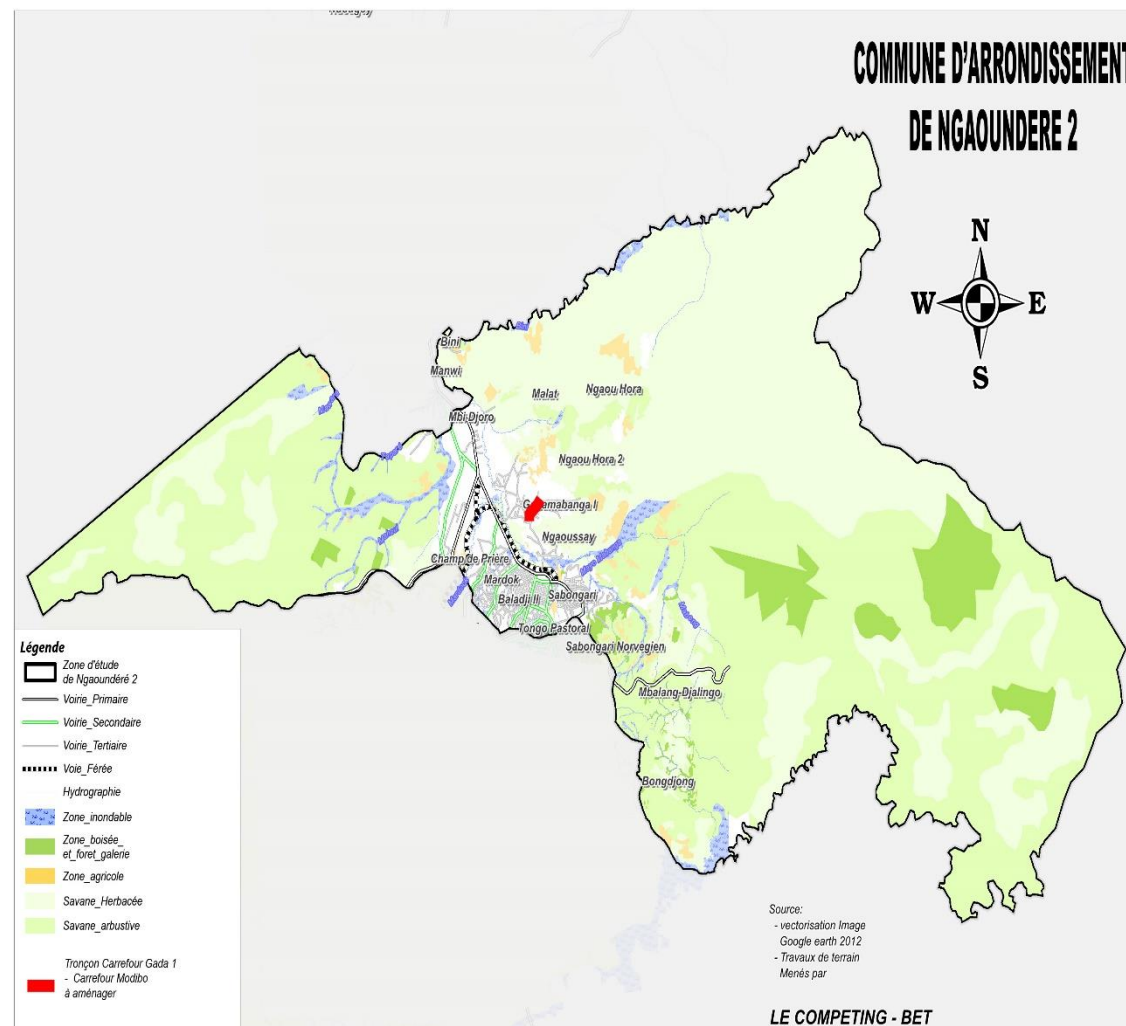 COMMUNE D'ARRONDISSEMENT
DE NGAOUNDERE 2
N
W
E
S
Bini
Manwi
Malat
Ngaou Hora
Mbi Djoro
Ngaou Hora 2
Ngaoussay
Champ de Prière
Mardok
Baladji II
Sabongari
Tongo Pastoral
Sabongari Norvegien
Mbalang-Djalingo
Bongdjong
Légende
Zone d'étude
de Ngaoundéré 2
Voirie_Primaire
Voirie_Secondaire
Voirie_Tertiaire
Voie_Férée
Hydrographie
Zone_inondable
Zone_boisée_
et_foret_galerie
Zone_agricole
Savane_Herbacée
Savane_arbustive
Tronçon Carrefour Gada 1
- Carrefour Modibo
à aménager
Source:
- vectorisation Image
Google earth 2012
- Travaux de terrain
Menés par
LE COMPETING - BET